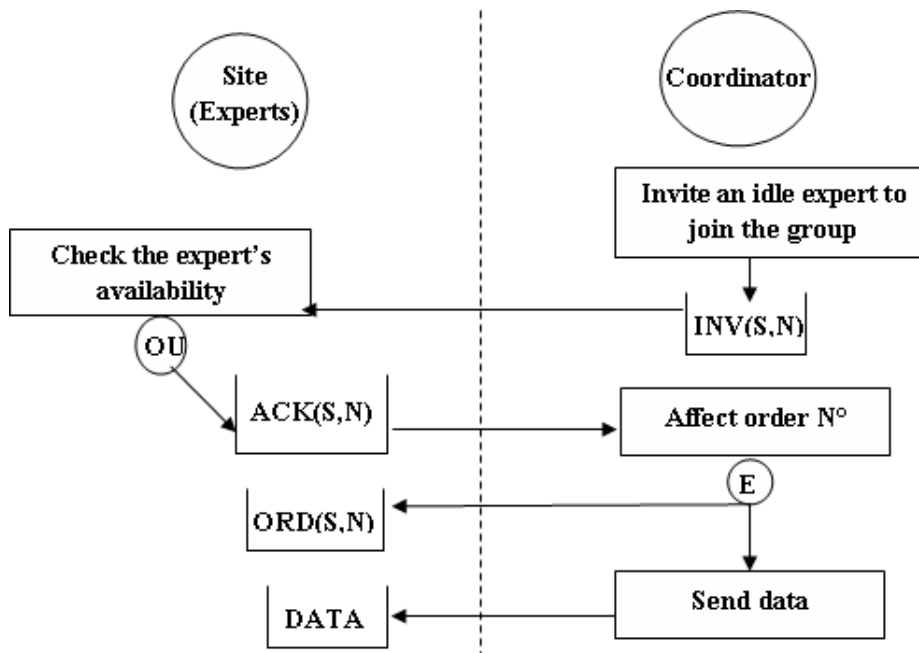 Site
(Experts)
Coordinator
Invite an idle expert to
join the group
Check the expert's
availability
INV(S,N)
OU
ACK(S,N)
Affect order N°
E
ORD(S,N)
Send data
DATA